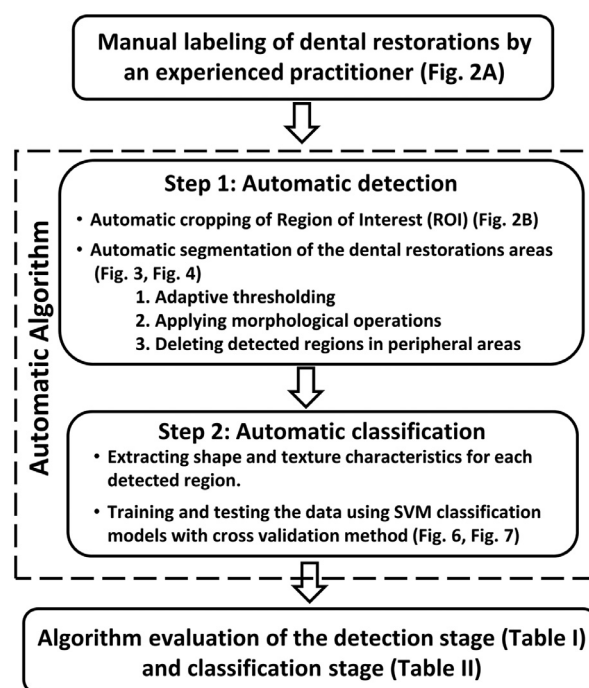 Manual labeling of dental restorations by
an experienced practitioner (Fig. 2A)
Automatic Algorithm
Step 1: Automatic detection
• Automatic cropping of Region of Interest (ROI) (Fig. 2B)
• Automatic segmentation of the dental restorations areas
(Fig. 3, Fig. 4)
1. Adaptive thresholding
2. Applying morphological operations
3. Deleting detected regions in peripheral areas
Step 2: Automatic classification
• Extracting shape and texture characteristics for each
detected region.
• Training and testing the data using SVM classification
models with cross validation method (Fig. 6, Fig. 7)
Algorithm evaluation of the detection stage (Table I)
and classification stage (Table II)